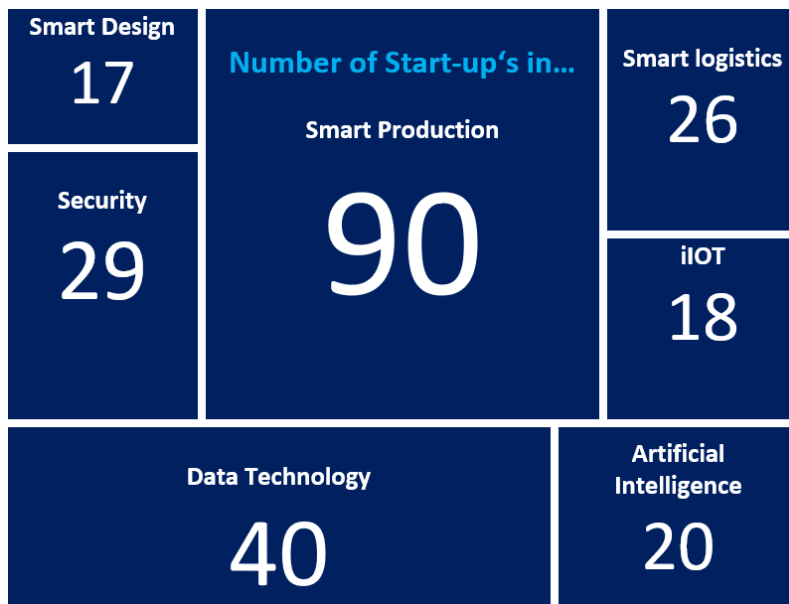 Smart Design
17
Number of Start-up‘s in…
Smart Production
90
Smart logistics
26
Security
29
iIOT
18
Data Technology
40
Artificial
Intelligence
20